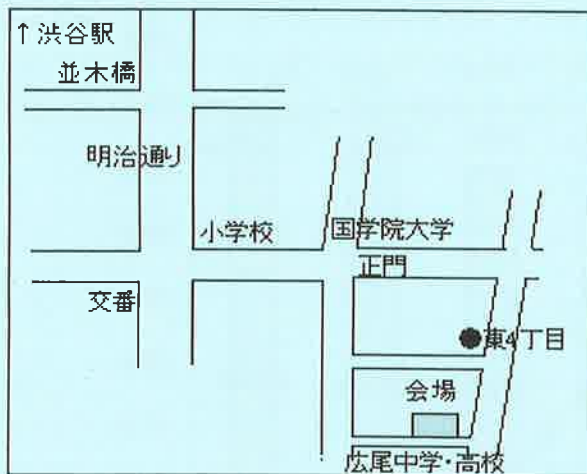 ↑渋谷駅
並木橋
明治通り
小学校
国学院大学
正門
交番
東4丁目
会場
広尾中学・高校